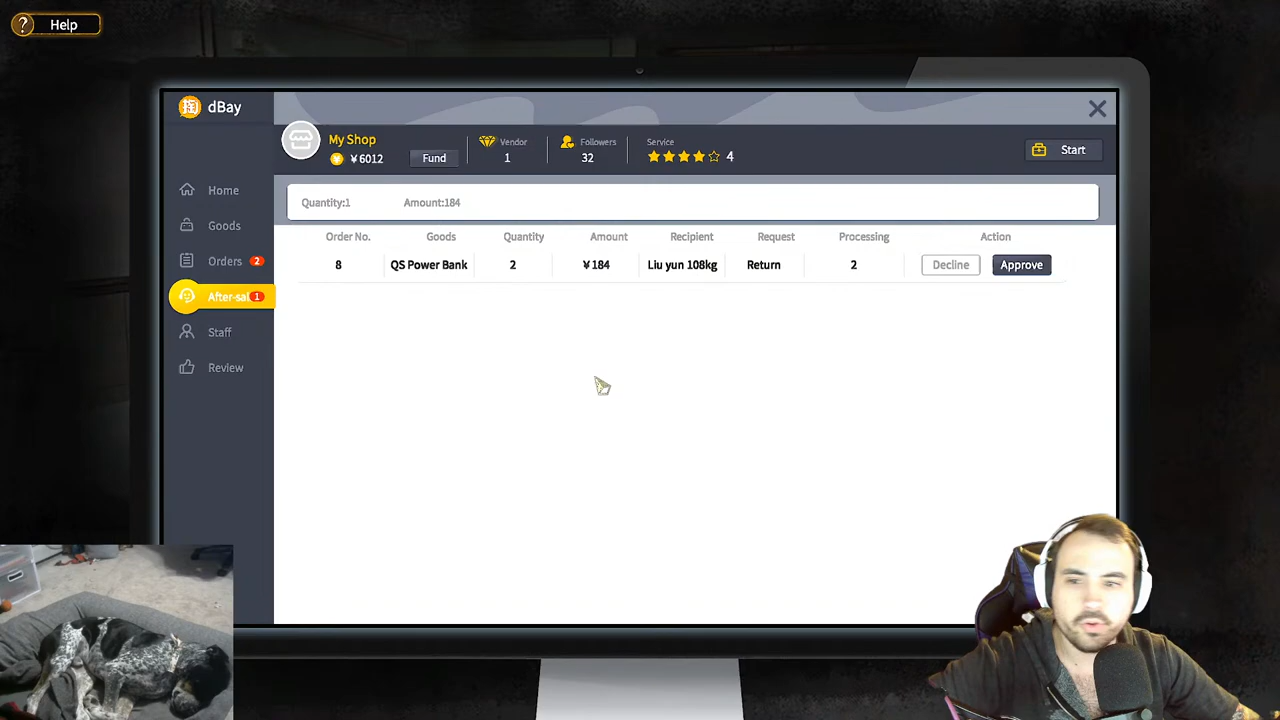 ? Help
淘 dBay
My Shop
¥6012
Fund
Vendor
1
Followers
32
Service
4
Start
Home
Goods
Orders 2
After-sal 1
Staff
Review
Quantity:1 Amount:184
Order No. Goods Quantity Amount Recipient Request Processing Action
8 QS Power Bank 2 ¥184 Liu yun 108kg Return 2 Decline Approve